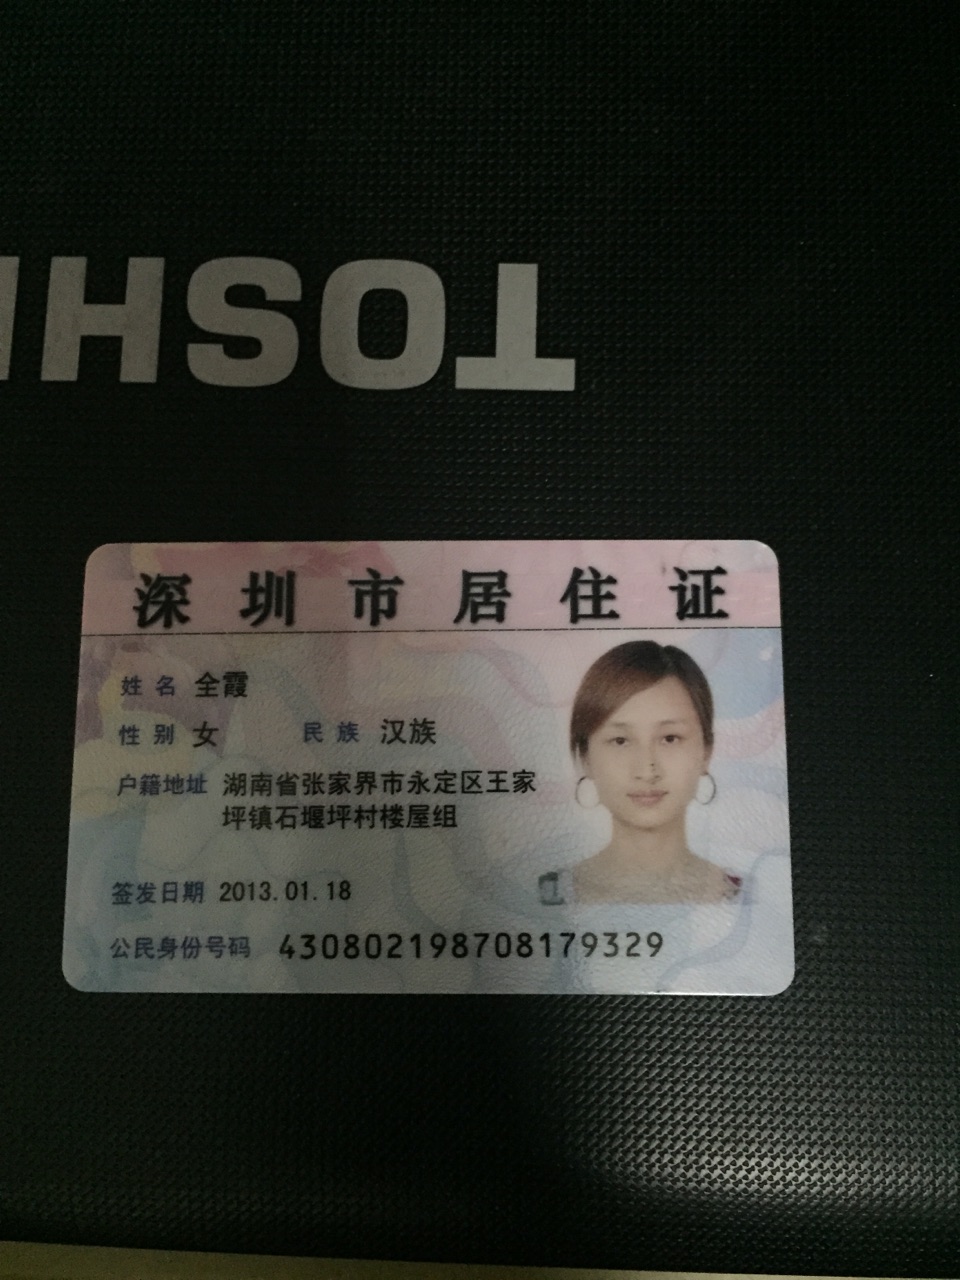 TOSH
深圳市居住证
姓名 全霞
性别 女 民族 汉族
户籍地址 湖南省张家界市永定区王家
坪镇石堰坪村楼屋组
签发日期 2013.01.18
公民身份号码 430802198708179329